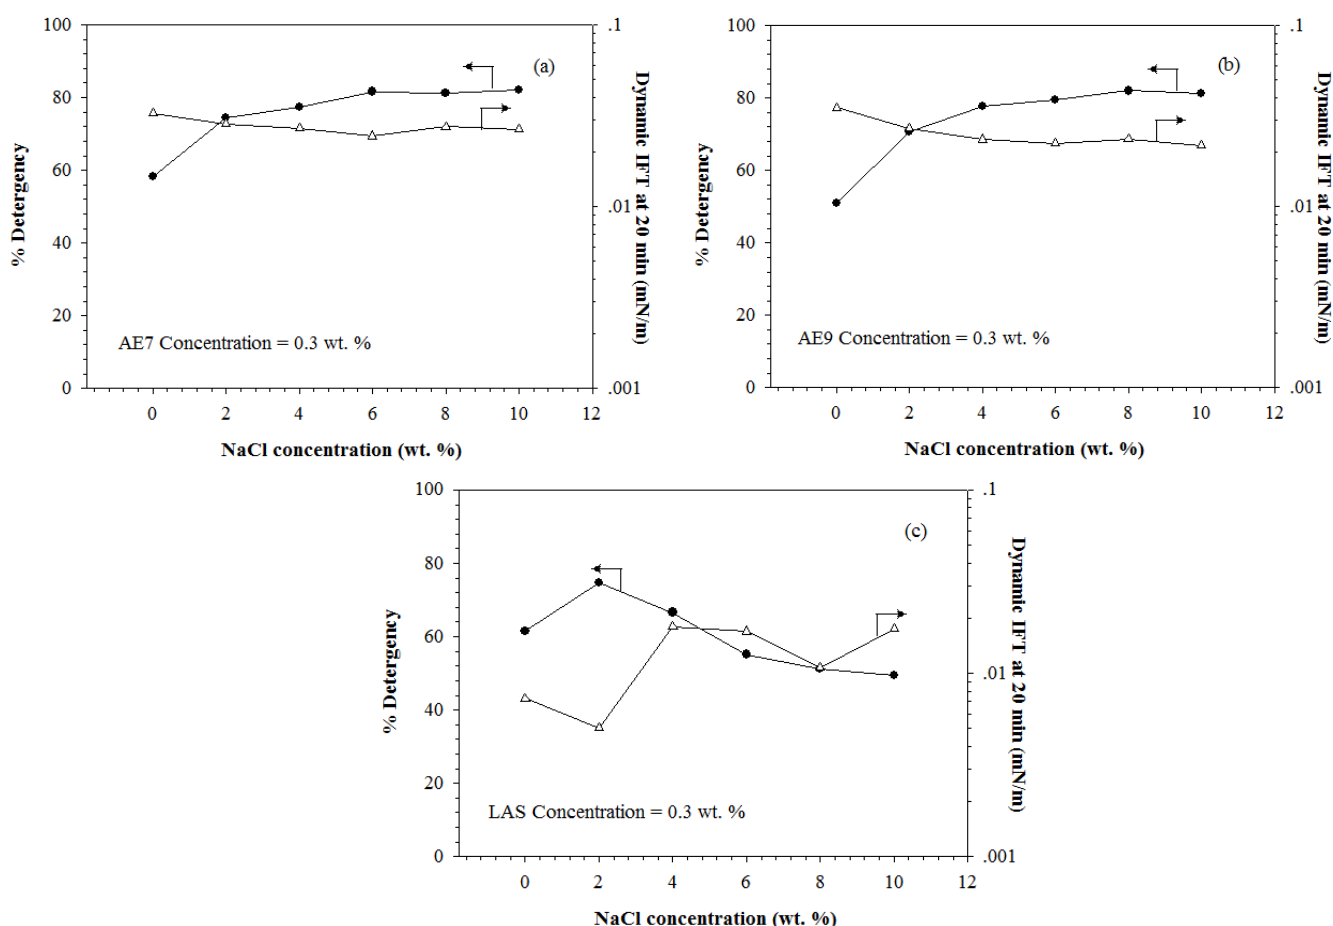 100
80
60
40
20
0
% Detergency
(a)
.1
.01
.001
Dynamic IFT at 20 min (mN/m)
AE7 Concentration = 0.3 wt. %
0 2 4 6 8 10 12
NaCl concentration (wt. %)
100
80
60
40
20
0
% Detergency
(b)
.1
.01
.001
Dynamic IFT at 20 min (mN/m)
AE9 Concentration = 0.3 wt. %
0 2 4 6 8 10 12
NaCl concentration (wt. %)
100
80
60
40
20
0
% Detergency
(c)
.1
.01
.001
Dynamic IFT at 20 min (mN/m)
LAS Concentration = 0.3 wt. %
0 2 4 6 8 10 12
NaCl concentration (wt. %)